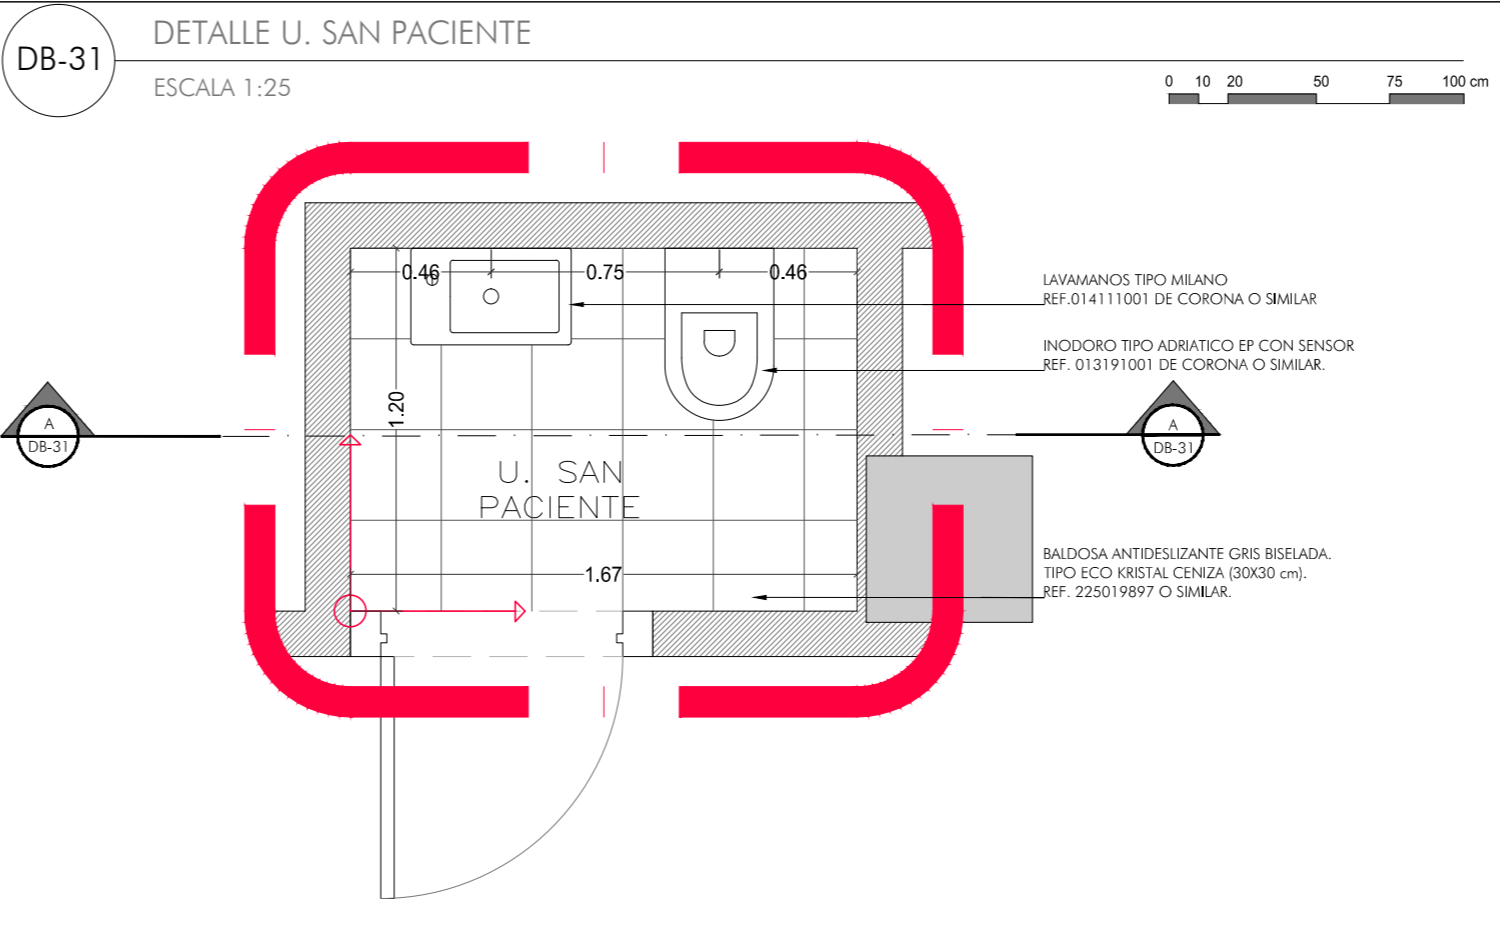 DB-31
DETALLE U. SAN PACIENTE
ESCALA 1:25
0 10 20 50 75 100 cm
0.46 0.75 0.46
LAVAMANOS TIPO MILANO
REF.014111001 DE CORONA O SIMILAR
INODORO TIPO ADRIATICO EP CON SENSOR
REF. 013191001 DE CORONA O SIMILAR.
1.20
A
DB-31
A
DB-31
U. SAN
PACIENTE
1.67
BALDOSA ANTIDESLIZANTE GRIS BISELADA.
TIPO ECO KRISTAL CENIZA (30X30 cm).
REF. 225019897 O SIMILAR.